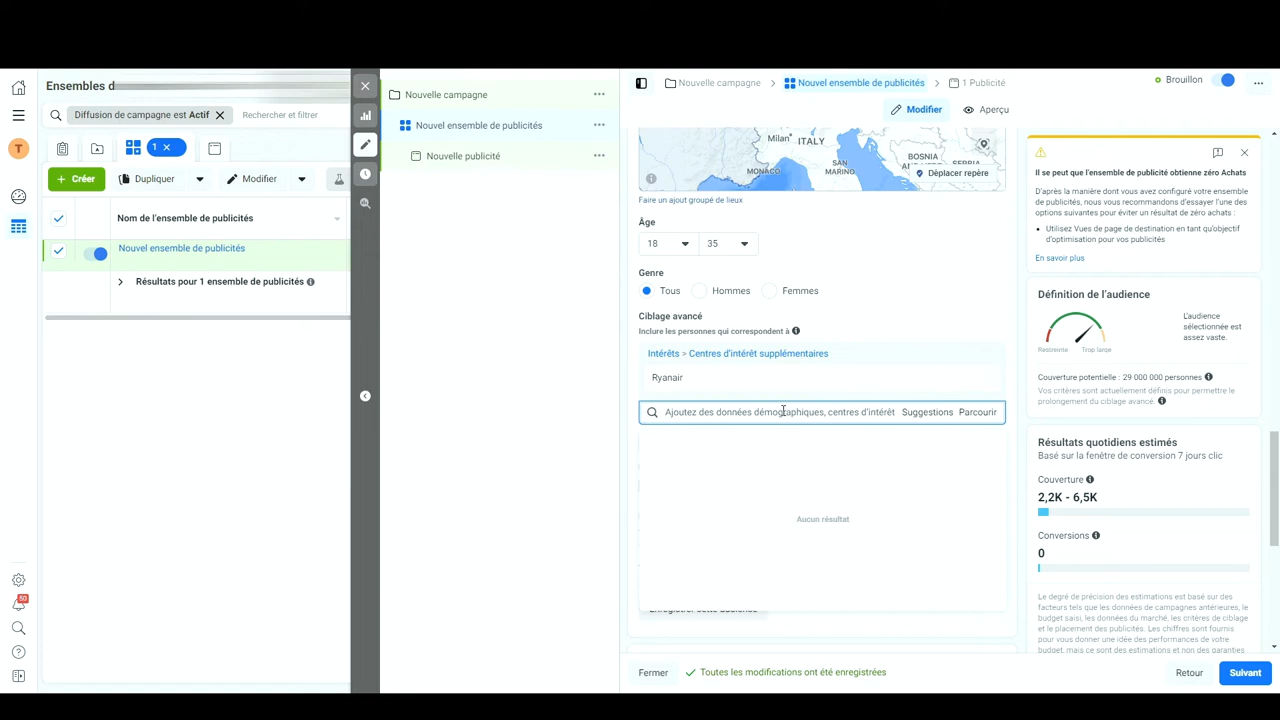 Ensembles d
Diffusion de campagne est Actif
Rechercher et filtrer
T
1
Créer
Dupliquer
Modifier
Nom de l'ensemble de publicités
Nouvel ensemble de publicités
Résultats pour 1 ensemble de publicités
50
Nouvelle campagne
Nouvel ensemble de publicités
Nouvelle publicité
Nouvelle campagne
Nouvel ensemble de publicités
1 Publicité
Brouillon
Modifier
Aperçu
Milan
ITALY
MONACO
SAN
MARINO
BOSNIA
Déplacer repère
Faire un ajout groupé de lieux
Âge
18
35
Genre
Tous
Hommes
Femmes
Ciblage avancé
Inclure les personnes qui correspondent à
Intérêts > Centres d'intérêt supplémentaires
Ryanair
Ajoutez des données démographiques, centres d'intérêt
Suggestions
Parcourir
Aucun résultat
Fermer
Toutes les modifications ont été enregistrées
Retour
Suivant
Il se peut que l'ensemble de publicité obtienne zéro Achats
D'après la manière dont vous avez configuré votre ensemble
de publicités, nous vous recommandons d'essayer l'une des
options suivantes pour éviter un résultat de zéro achats :
Utilisez Vues de page de destination en tant qu'objectif
d'optimisation pour vos publicités
En savoir plus
Définition de l'audience
Restreinte
Trop large
L'audience
sélectionnée est
assez vaste.
Couverture potentielle : 29 000 000 personnes
Vos critères sont actuellement définis pour permettre le
prolongement du ciblage avancé.
Résultats quotidiens estimés
Basé sur la fenêtre de conversion 7 jours clic
Couverture
2,2K - 6,5K
Conversions
0
Le degré de précision des estimations est basé sur des
facteurs tels que les données de campagnes antérieures, le
budget saisi, les données du marché, les critères de ciblage
et le placement des publicités. Les chiffres sont fournis
pour vous donner une idée des performances de votre
budget, mais ce sont des estimations et non des garanties